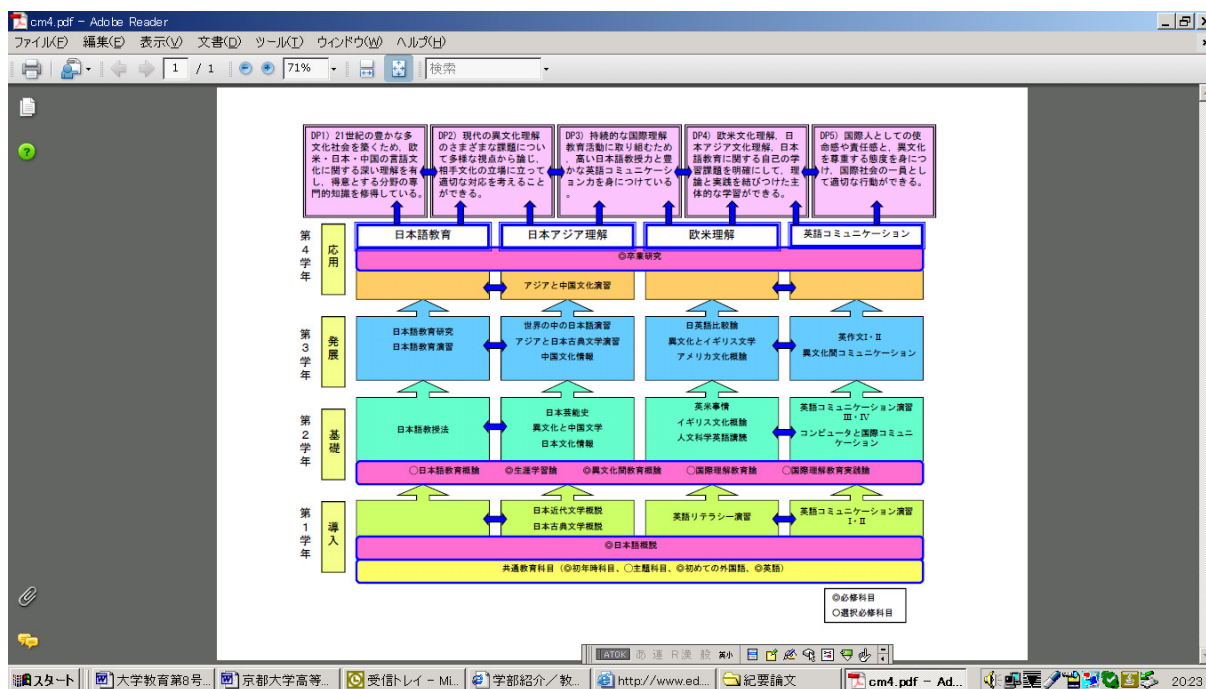 cm4.pdf - Adobe Reader
ファイル(F) 編集(E) 表示(V) 文書(D) ツール(T) ウィンドウ(W) ヘルプ(H)
1 / 1 71% 検索
DP1) 21世紀の豊かな多
文化社会を築くため、欧
米・日本・中国の言語文
化に関する深い理解を有
し、得意とする分野の専
門的知識を修得している。
DP2) 現代の異文化理解
のさまざまな課題につい
て多様な視点から論じ、
相手文化の立場に立って
適切な対応を考えること
ができる。
DP3) 持続的な国際理解
教育活動に取り組むため
、高い日本語教授力と豊
かな英語コミュニケーショ
ン力を身につけている
。
DP4) 欧米文化理解、日
本アジア文化理解、日本
語教育に関する自己の学
習課題を明確にして、理
論と実践を結びつけた主
体的な学習ができる。
DP5) 国際人としての使
命感や責任感と、異文化
を尊重する態度を身につ
け、国際社会の一員とし
て適切な行動ができる。
第4学年
応用
日本語教育 日本アジア理解 欧米理解 英語コミュニケーション
◎卒業研究
アジアと中国文化演習
第3学年
発展
日本語教育研究
日本語教育演習
世界の中の日本語演習
アジアと日本古典文学演習
中国文化情報
日英語比較論
異文化とイギリス文学
アメリカ文化概論
英作文I・II
異文化間コミュニケーション
第2学年
基礎
日本語教授法
日本芸能史
異文化と中国文学
日本文化情報
英米事情
イギリス文化概論
人文科学英語講読
英語コミュニケーション演習
III・IV
コンピュータと国際コミュニ
ケーション
○日本語教育概論 ◎生涯学習論 ◎異文化間教育概論 ○国際理解教育論 ○国際理解教育実践論
第1学年
導入
日本近代文学概説
日本古典文学概説
英語リテラシー演習
英語コミュニケーション演習
I・II
◎日本語概説
共通教育科目(◎初年時科目、○主題科目、◎初めての外国語、◎英語)
◎必修科目
○選択必修科目
ATOK あ 連 R漢 般 英小
スタート 大学教育第8号... 京都大学高等... 受信トレイ - Mi... 学部紹介/教... http://www.ed... 紀要論文 cm4.pdf - Ad... 20:23